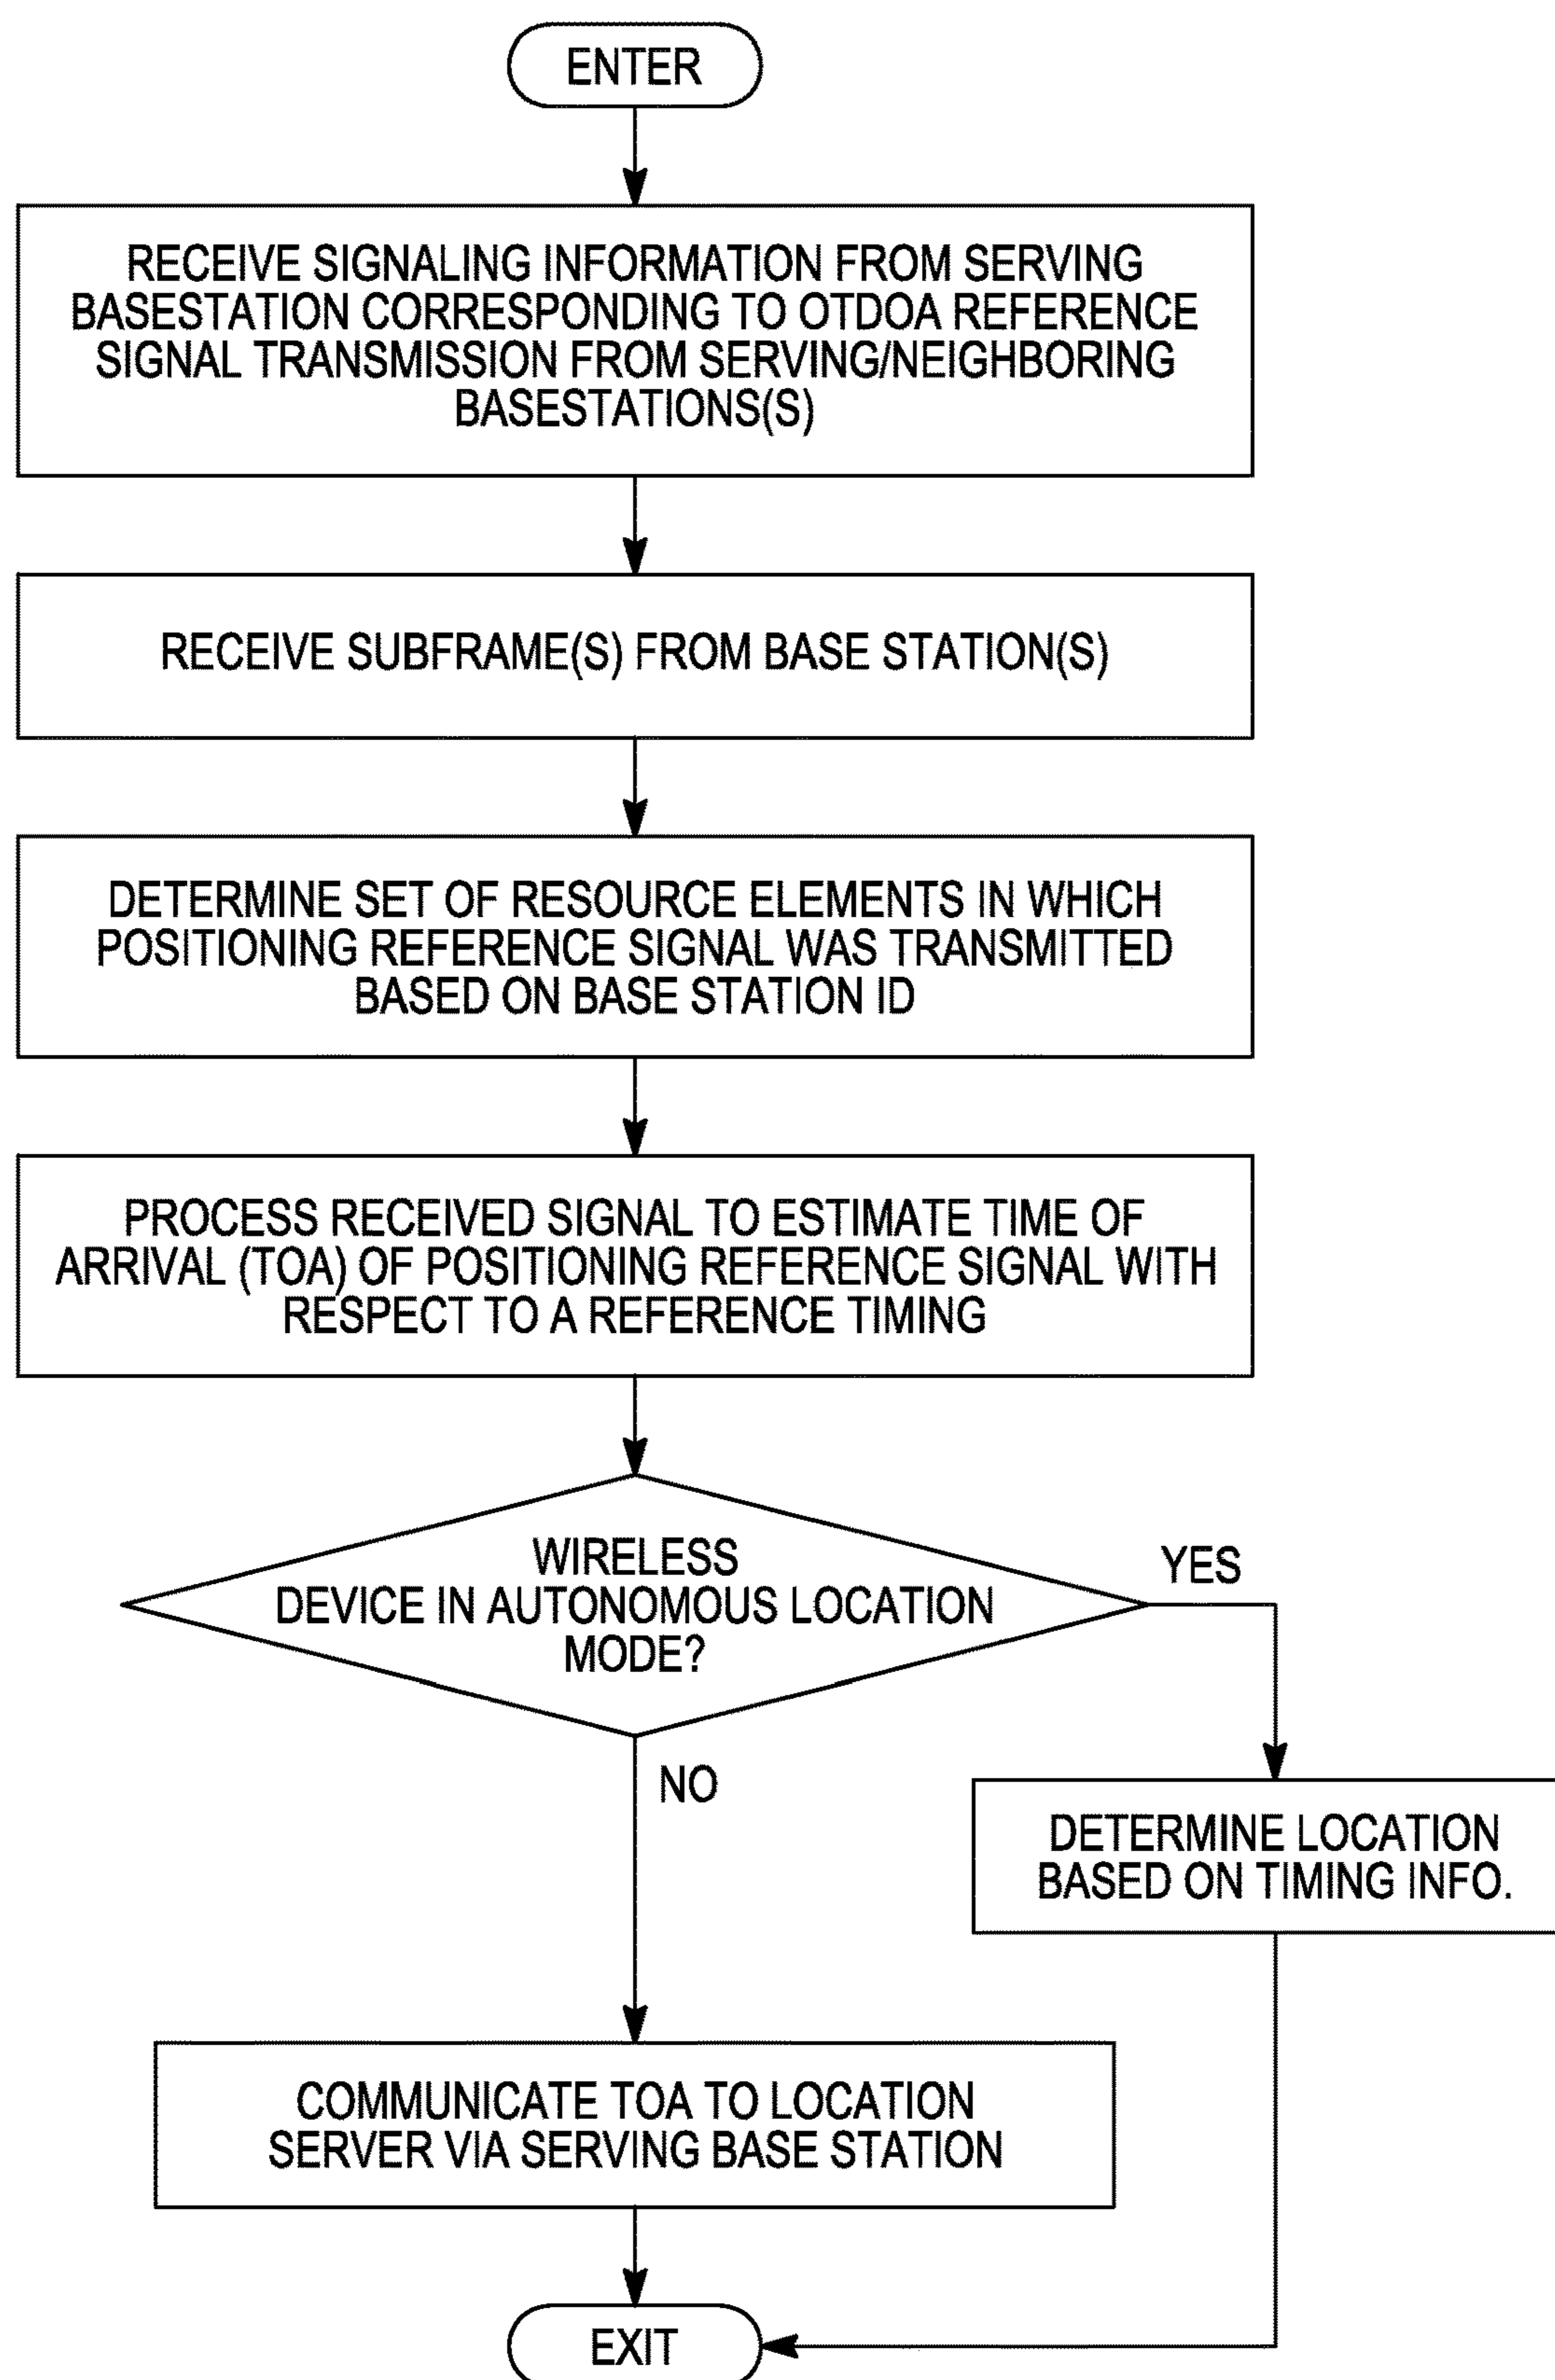 ENTER
RECEIVE SIGNALING INFORMATION FROM SERVING
BASESTATION CORRESPONDING TO OTDOA REFERENCE
SIGNAL TRANSMISSION FROM SERVING/NEIGHBORING
BASESTATIONS(S)
RECEIVE SUBFRAME(S) FROM BASE STATION(S)
DETERMINE SET OF RESOURCE ELEMENTS IN WHICH
POSITIONING REFERENCE SIGNAL WAS TRANSMITTED
BASED ON BASE STATION ID
PROCESS RECEIVED SIGNAL TO ESTIMATE TIME OF
ARRIVAL (TOA) OF POSITIONING REFERENCE SIGNAL WITH
RESPECT TO A REFERENCE TIMING
WIRELESS
DEVICE IN AUTONOMOUS LOCATION
MODE?
YES
NO
DETERMINE LOCATION
BASED ON TIMING INFO.
COMMUNICATE TOA TO LOCATION
SERVER VIA SERVING BASE STATION
EXIT